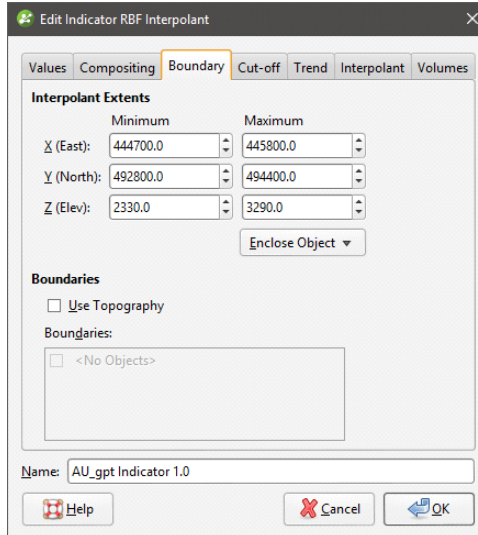 Edit Indicator RBF Interpolant
Values Compositing Boundary Cut-off Trend Interpolant Volumes
Interpolant Extents
Minimum Maximum
X (East): 444700.0 445800.0
Y (North): 492800.0 494400.0
Z (Elev): 2330.0 3290.0
Enclose Object
Boundaries
Use Topography
Boundaries:
<No Objects>
Name: AU_gpt Indicator 1.0
Help Cancel OK